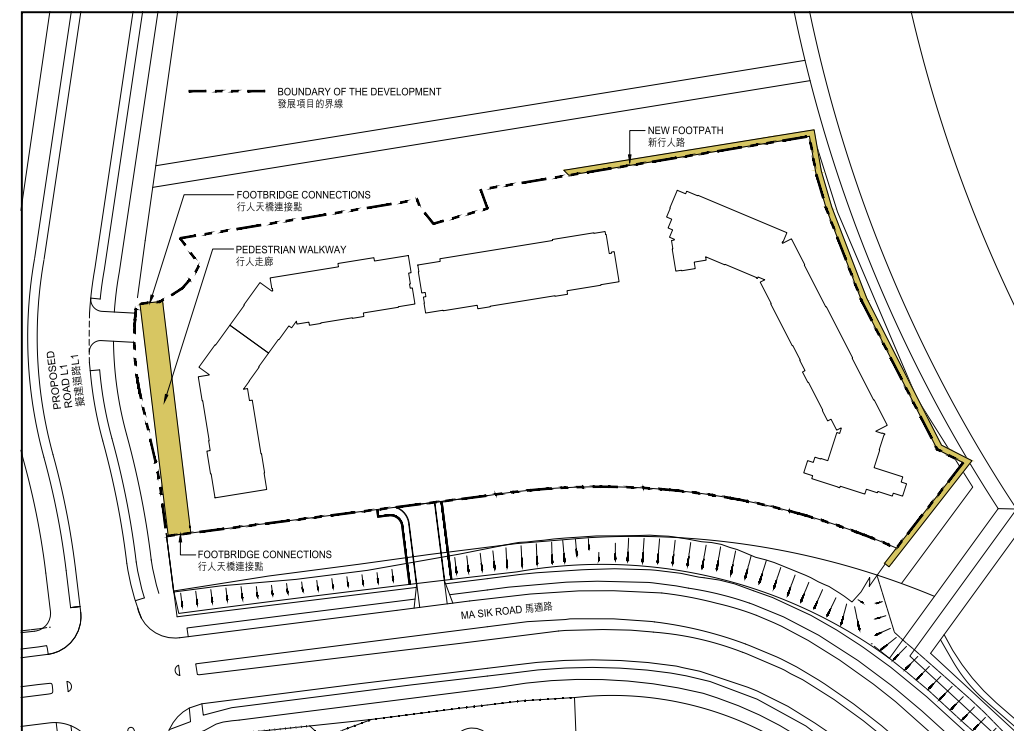 BOUNDARY OF THE DEVELOPMENT
發展項目的界線
NEW FOOTPATH
新行人路
FOOTBRIDGE CONNECTIONS
行人天橋連接點
PEDESTRIAN WALKWAY
行人走廊
PROPOSED
ROAD L1
擬建道路L1
FOOTBRIDGE CONNECTIONS
行人天橋連接點
MA SIK ROAD 馬適路